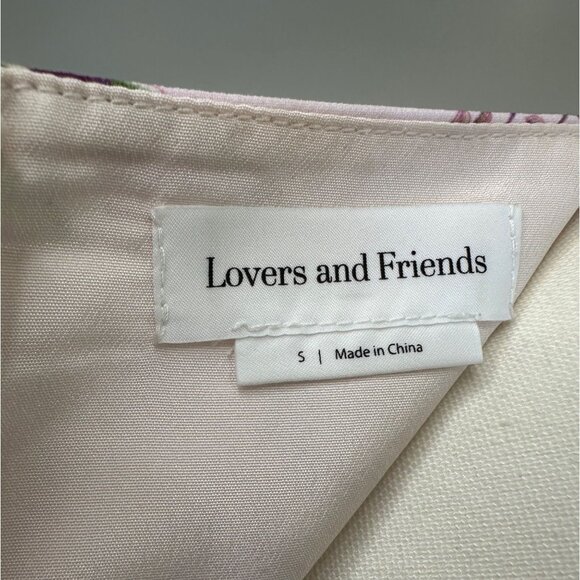 Lovers and Friends
S | Made in China